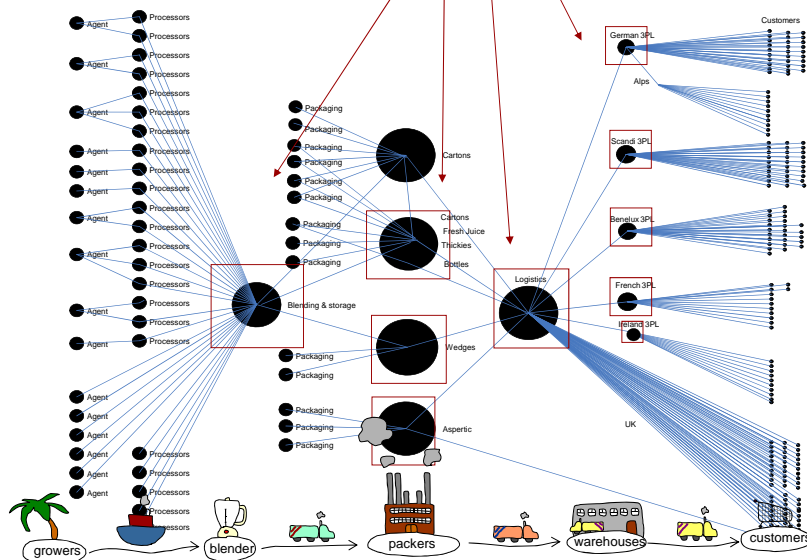 Processors
Agent
Processors
Processors
Agent
Processors
Processors
Processors
Agent
Processors
Agent
Processors
Agent
Processors
Agent
Processors
Agent
Processors
Processors
Agent
Processors
Processors
Agent
Processors
Processors
Agent
Processors
Agent
Agent
Agent
Agent
Agent
Agent
Processors
Processors
Processors
Processors
ocessors
Blending & storage
Packaging
Packaging
Packaging
Packaging
Packaging
Packaging
Packaging
Packaging
Packaging
Packaging
Packaging
Packaging
Packaging
Packaging
Cartons
Cartons
Fresh Juice
Thickies
Bottles
Wedges
Aspertic
Logistics
German 3PL
Alps
Scandi 3PL
Benelux 3PL
French 3PL
Ireland 3PL
UK
Customers
growers
blender
packers
warehouses
customers